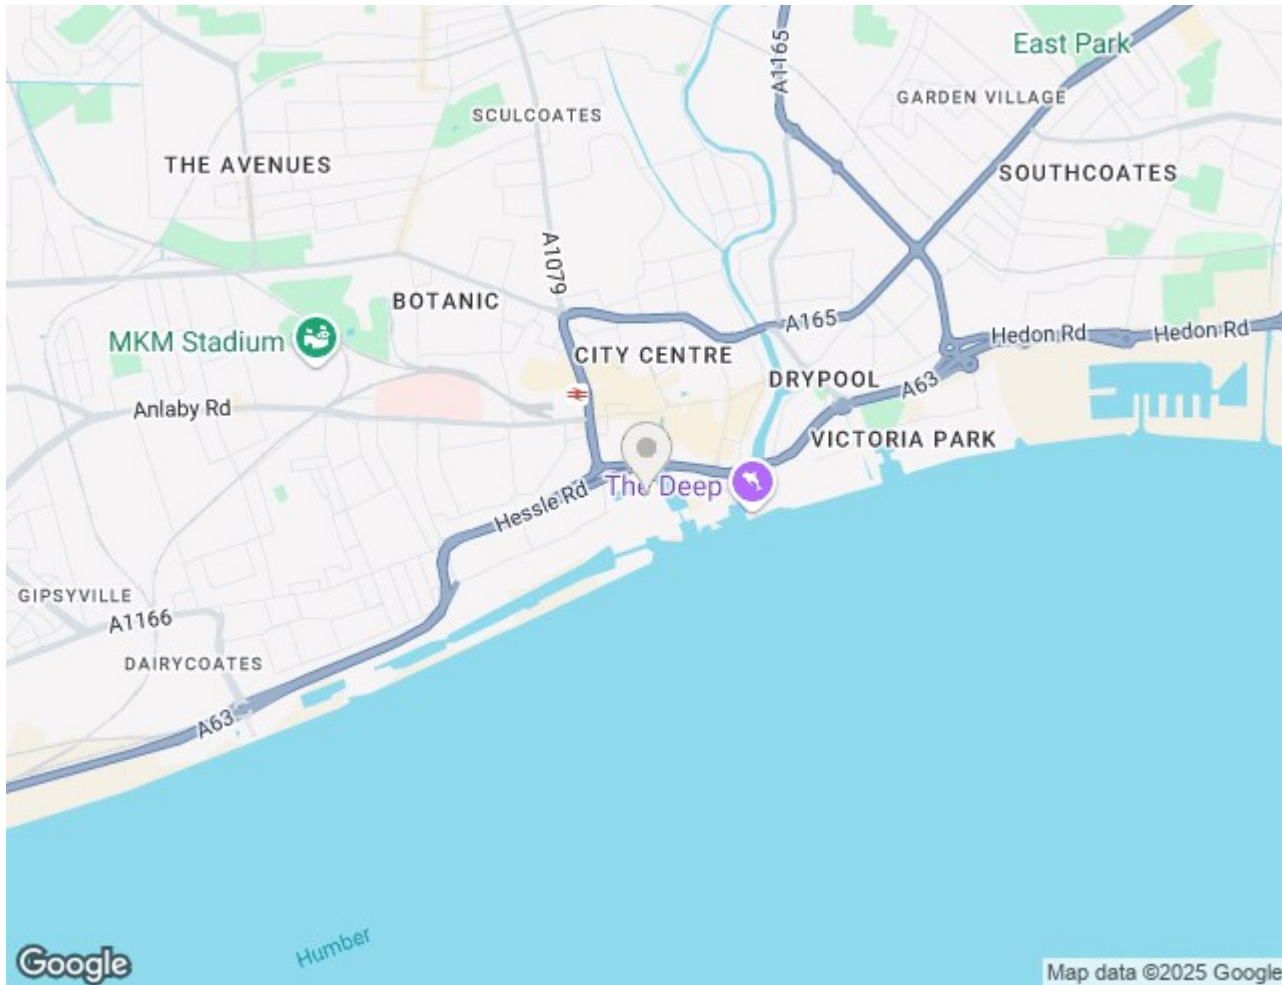 East Park
A1165
GARDEN VILLAGE
SCULCOATES
THE AVENUES
SOUTHCOATES
A1079
BOTANIC
A165
Hedon Rd
Hedon Rd
MKM Stadium
CITY CENTRE
DRYPOOL
A63
Anlaby Rd
VICTORIA PARK
The Deep
Hessle Rd
GIPSYVILLE
A1166
DAIRYCOATES
A63
Humber
Google
Map data ©2025 Google